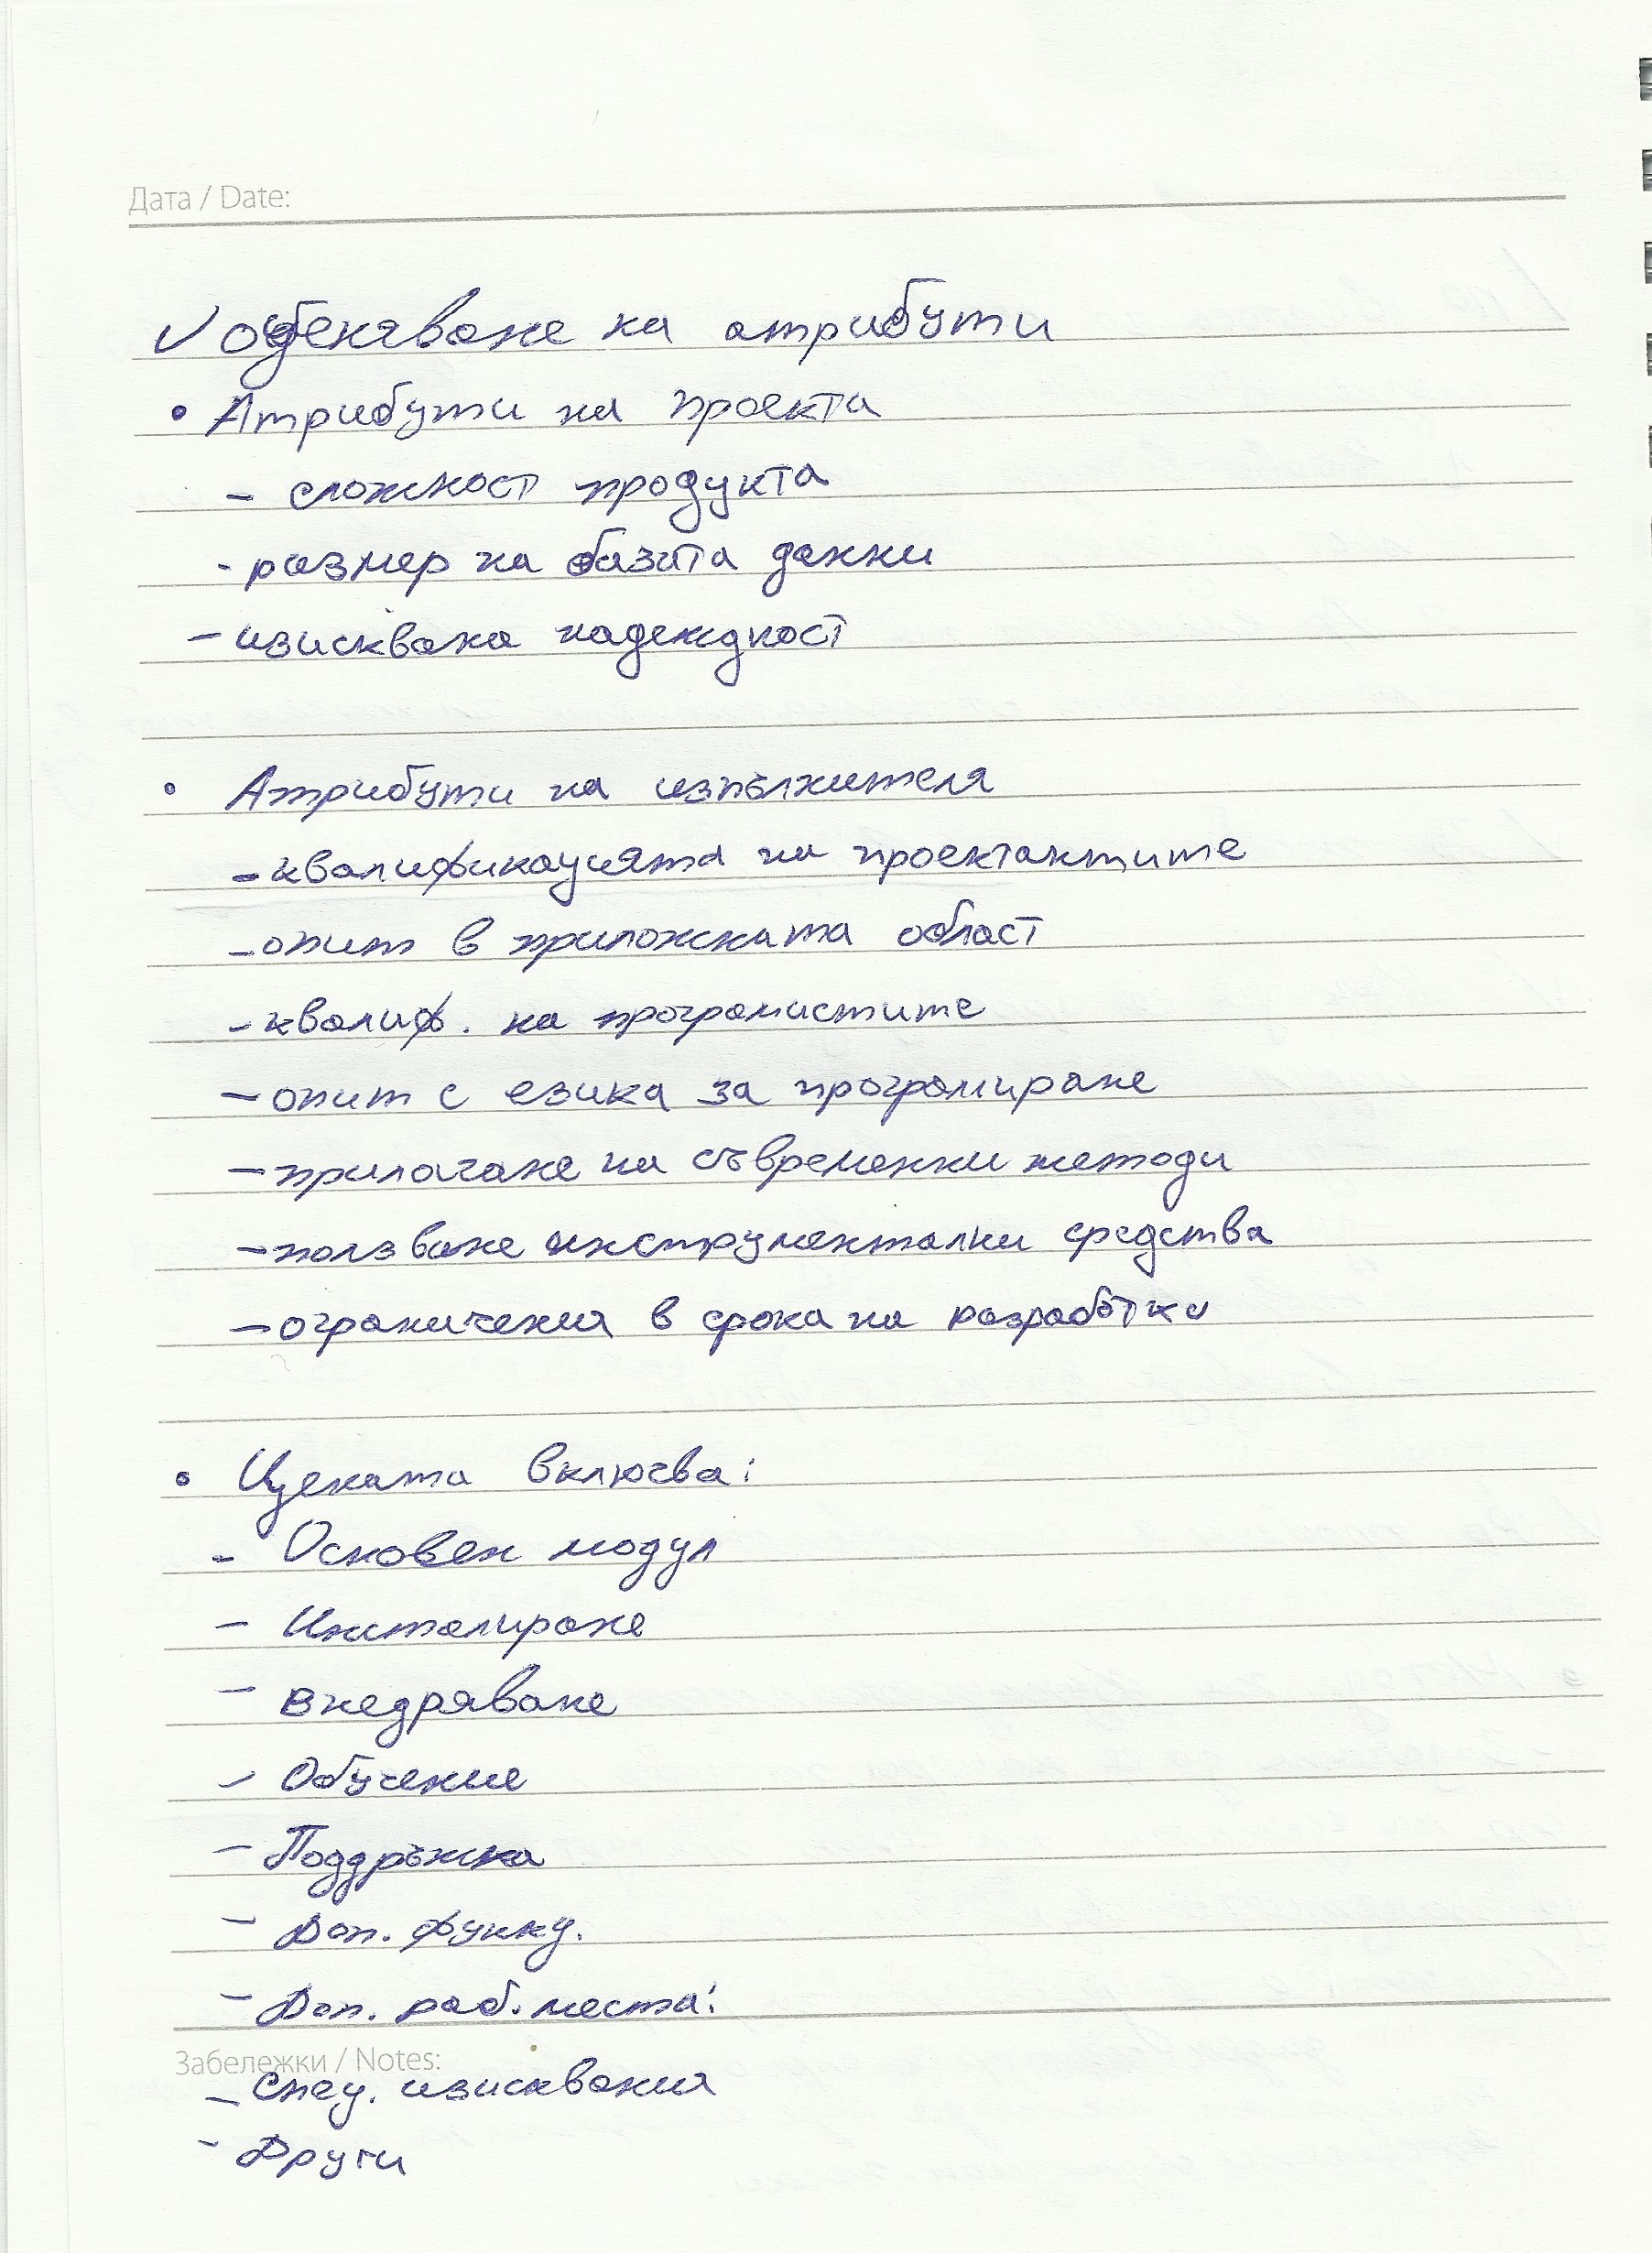 Дата / Date:
✓ оценяване на атрибути
• Атрибути на проекта
- сложност продукта
- размер на базата данни
- изисквана надеждност
• Атрибути на изпълнителя
- квалификацията на проектантите
- опит в приложната област
- квалиф. на програмистите
- опит с езика за програмиране
- прилагане на съвременни методи
- ползване инструментални средства
- ограничения в срока на разработки
• Цената включва:
- Основен модул
- Инсталиране
- Внедряване
- Обучение
- Поддръжка
- Доп. функц.
- Доп. раб. места:
Забележки / Notes:
- Спец. изисквания
- Други